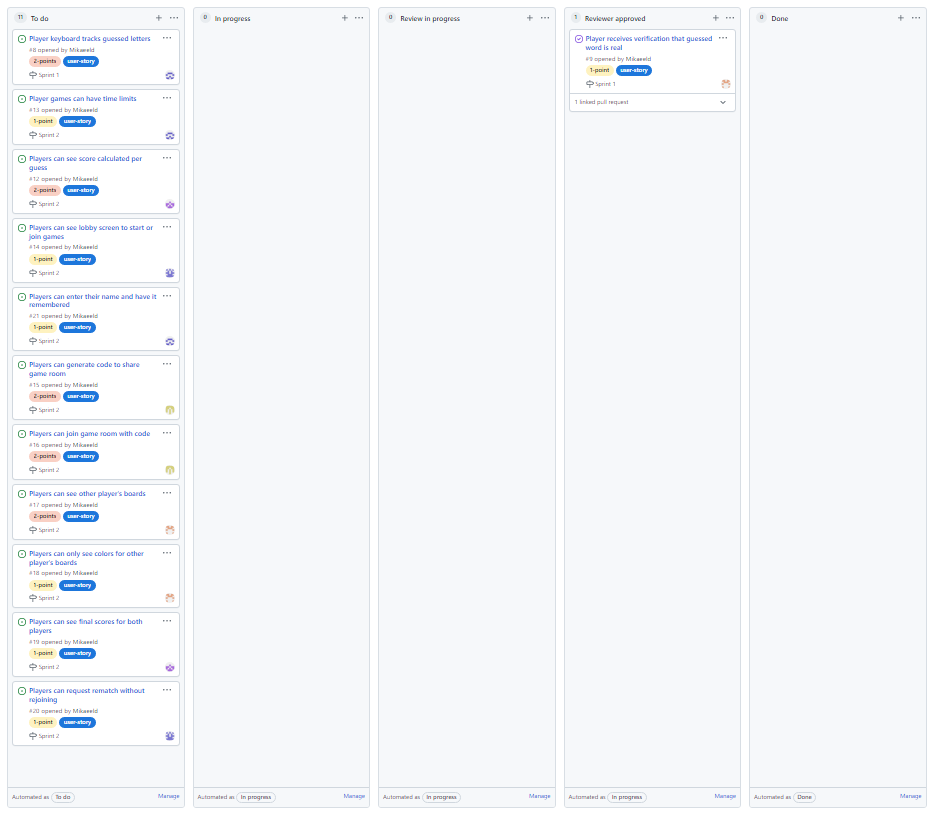 11 To do
Player keyboard tracks guessed letters
#8 opened by Mikaeeld
2-points user-story
Sprint 1
Player games can have time limits
#13 opened by Mikaeeld
1-point user-story
Sprint 2
Players can see score calculated per
guess
#12 opened by Mikaeeld
2-points user-story
Sprint 2
Players can see lobby screen to start or
join games
#14 opened by Mikaeeld
1-point user-story
Sprint 2
Players can enter their name and have it
remembered
#21 opened by Mikaeeld
1-point user-story
Sprint 2
Players can generate code to share
game room
#15 opened by Mikaeeld
2-points user-story
Sprint 2
Players can join game room with code
#16 opened by Mikaeeld
2-points user-story
Sprint 2
Players can see other player's boards
#17 opened by Mikaeeld
2-points user-story
Sprint 2
Players can only see colors for other
player's boards
#18 opened by Mikaeeld
1-point user-story
Sprint 2
Players can see final scores for both
players
#19 opened by Mikaeeld
1-point user-story
Sprint 2
Players can request rematch without
rejoining
#20 opened by Mikaeeld
1-point user-story
Sprint 2
Automated as To do Manage
0 In progress
Automated as In progress Manage
0 Review in progress
Automated as In progress Manage
1 Reviewer approved
Player receives verification that guessed
word is real
#9 opened by Mikaeeld
1-point user-story
Sprint 1
1 linked pull request
Automated as In progress Manage
0 Done
Automated as Done Manage